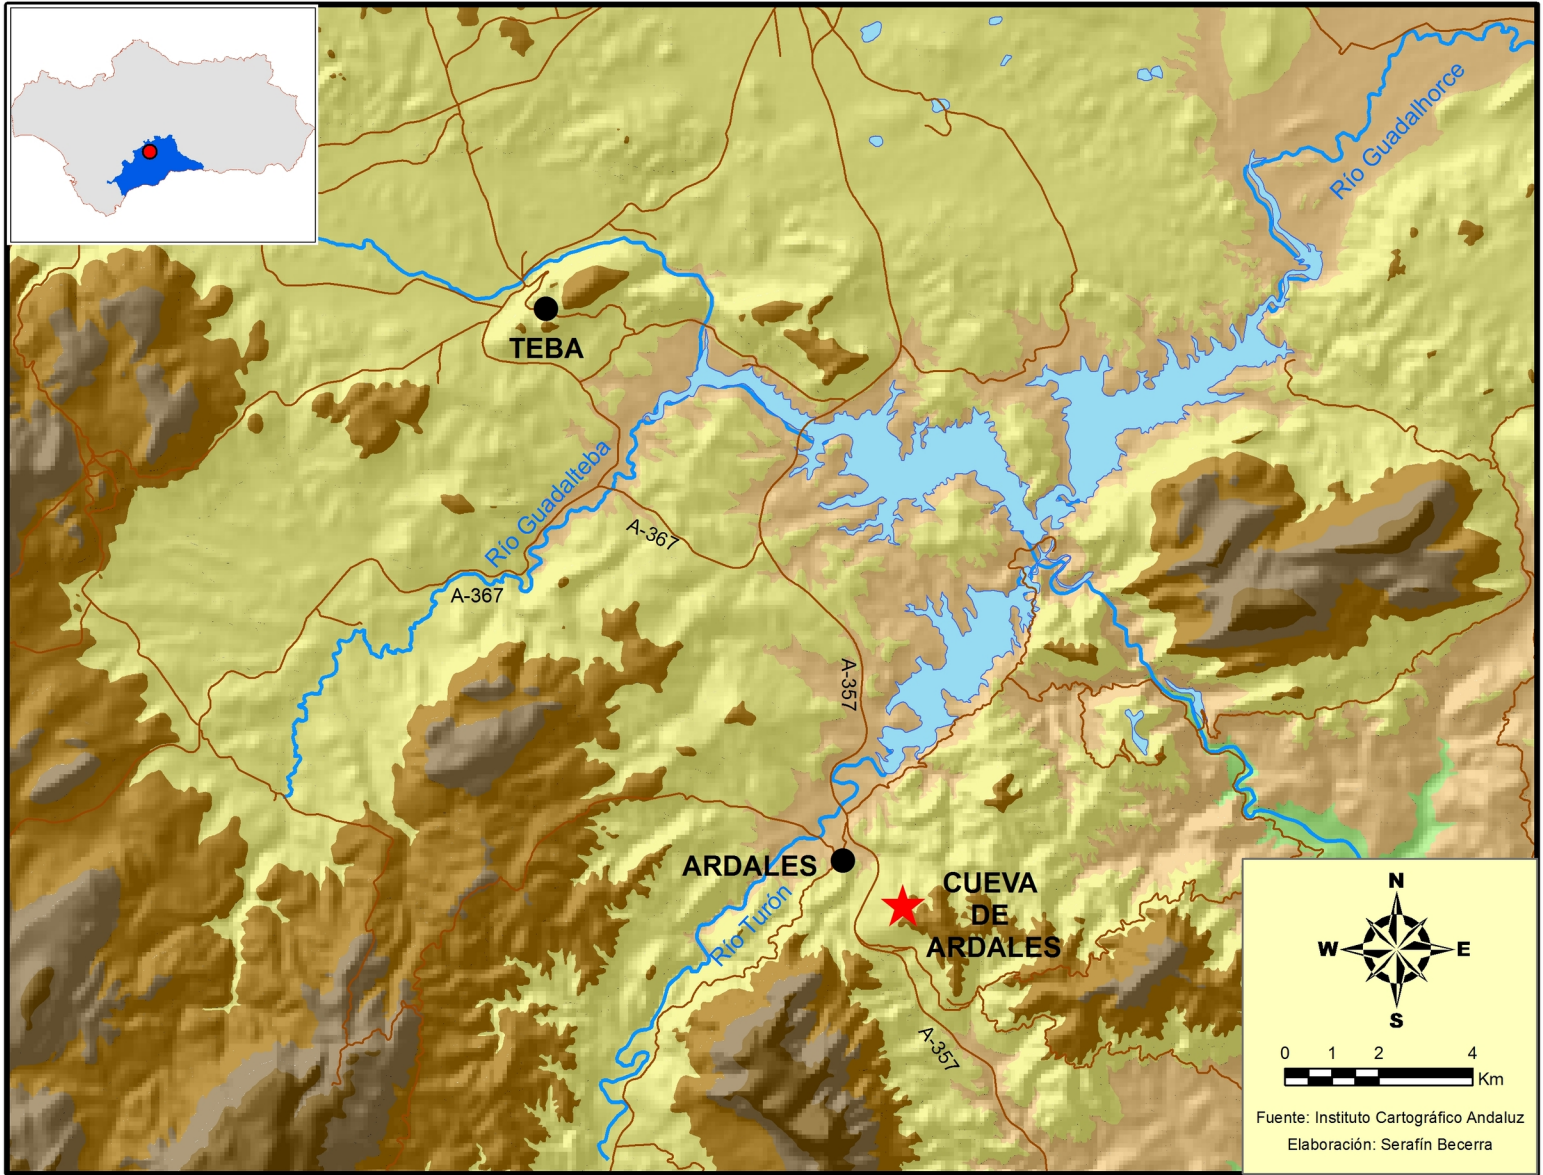 Río Guadalhorce
TEBA
Río Guadalteba
A-367
A-367
A-357
ARDALES
CUEVA
DE
ARDALES
Río Turón
A-357
N
W E
S
0 1 2 4
Km
Fuente: Instituto Cartográfico Andaluz
Elaboración: Serafín Becerra